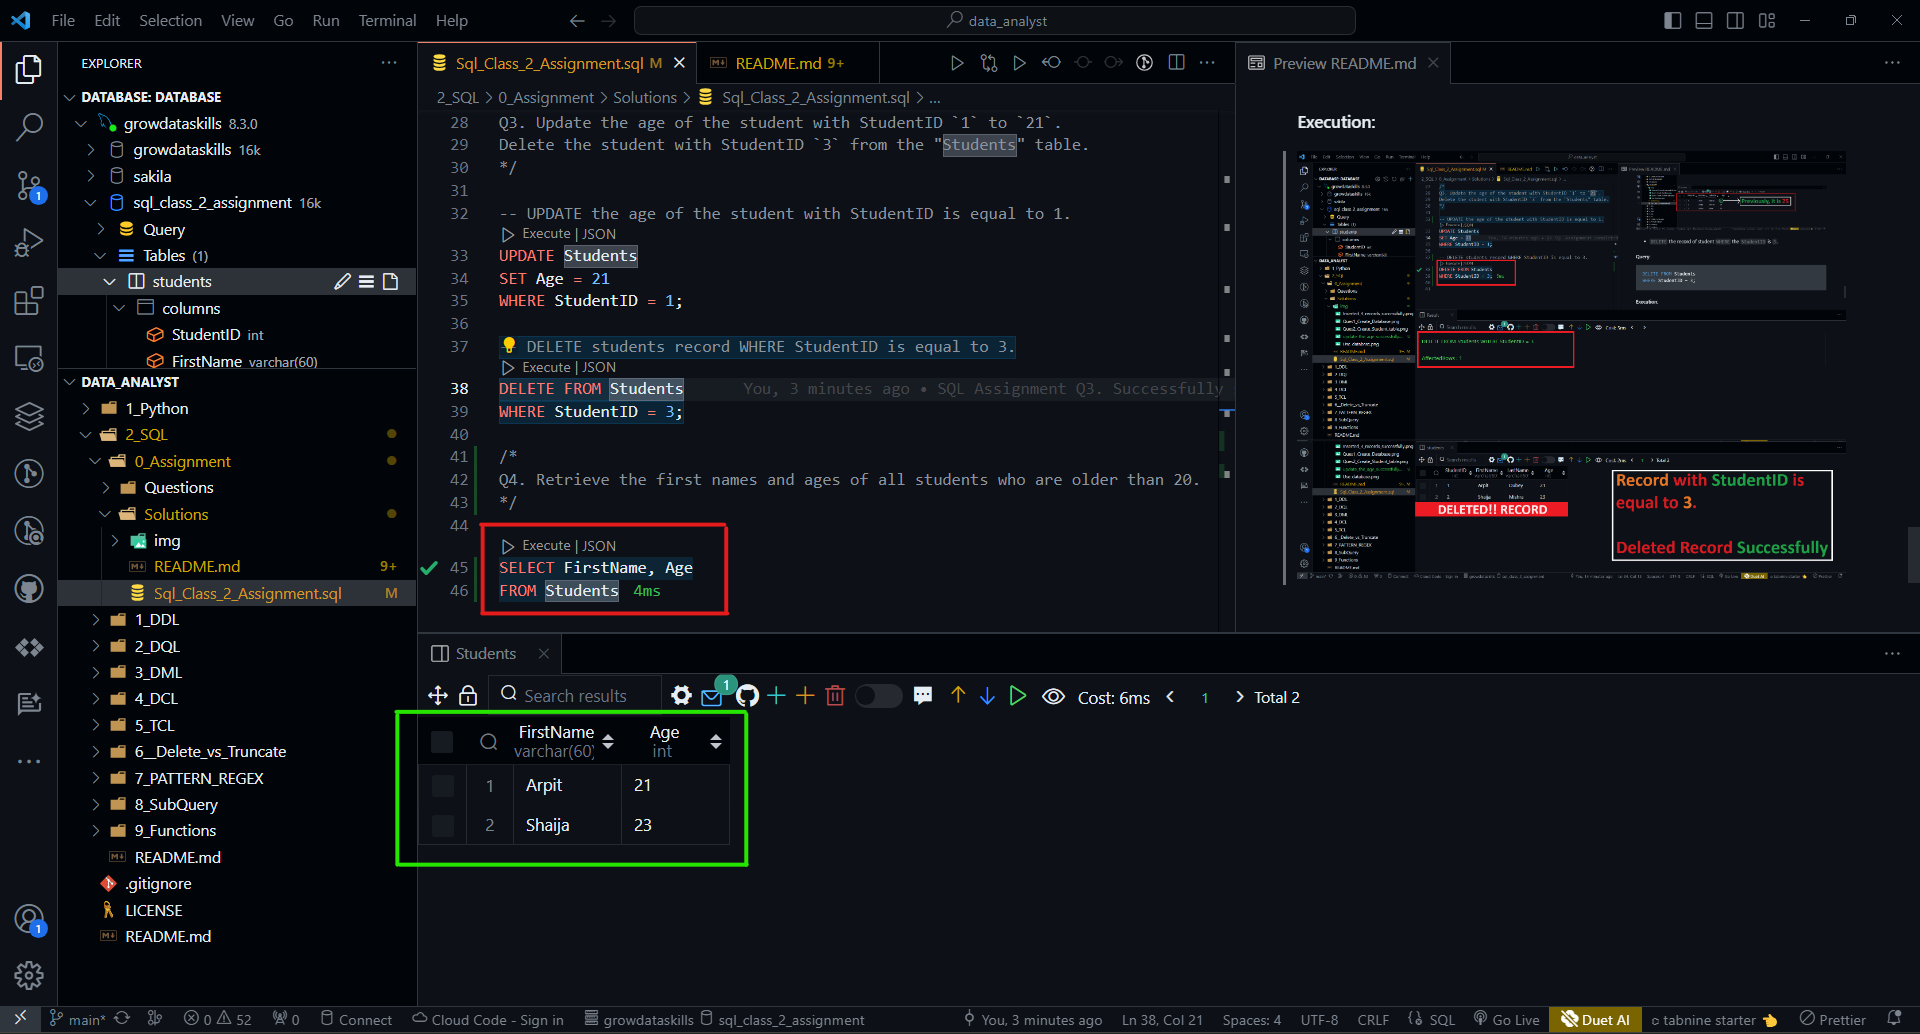 File Edit Selection View Go Run Terminal Help
data_analyst
EXPLORER
DATABASE: DATABASE
growdataskills 8.3.0
growdataskills 16k
sakila
sql_class_2_assignment 16k
Query
Tables (1)
students
columns
StudentID int
FirstName varchar(60)
DATA_ANALYST
1_Python
2_SQL
0_Assignment
Questions
Solutions
img
README.md 9+
Sql_Class_2_Assignment.sql M
1_DDL
2_DQL
3_DML
4_DCL
5_TCL
6__Delete_vs_Truncate
7_PATTERN_REGEX
8_SubQuery
9_Functions
README.md
.gitignore
LICENSE
README.md
1
1
Sql_Class_2_Assignment.sql M
README.md 9+
2_SQL > 0_Assignment > Solutions > Sql_Class_2_Assignment.sql > ...
28 Q3. Update the age of the student with StudentID `1` to `21`.
29 Delete the student with StudentID `3` from the "Students" table.
30 */
31
32 -- UPDATE the age of the student with StudentID is equal to 1.
Execute | JSON
33 UPDATE Students
34 SET Age = 21
35 WHERE StudentID = 1;
36
37 DELETE students record WHERE StudentID is equal to 3.
Execute | JSON
38 DELETE FROM Students You, 3 minutes ago • SQL Assignment Q3. Successfully
39 WHERE StudentID = 3;
40
41 /*
42 Q4. Retrieve the first names and ages of all students who are older than 20.
43 */
44
Execute | JSON
45 SELECT FirstName, Age
46 FROM Students 4ms
Preview README.md
Execution:
DELETED!! RECORD
Record with StudentID is
equal to 3.
Deleted Record Successfully
Students
Search results
1
Cost: 6ms < 1 > Total 2
FirstName Age
varchar(60) int
1 Arpit 21
2 Shaija 23
main* 0 52 0 Connect Cloud Code - Sign in growdataskills sql_class_2_assignment You, 3 minutes ago Ln 38, Col 21 Spaces: 4 UTF-8 CRLF SQL Go Live Duet AI tabnine starter Prettier